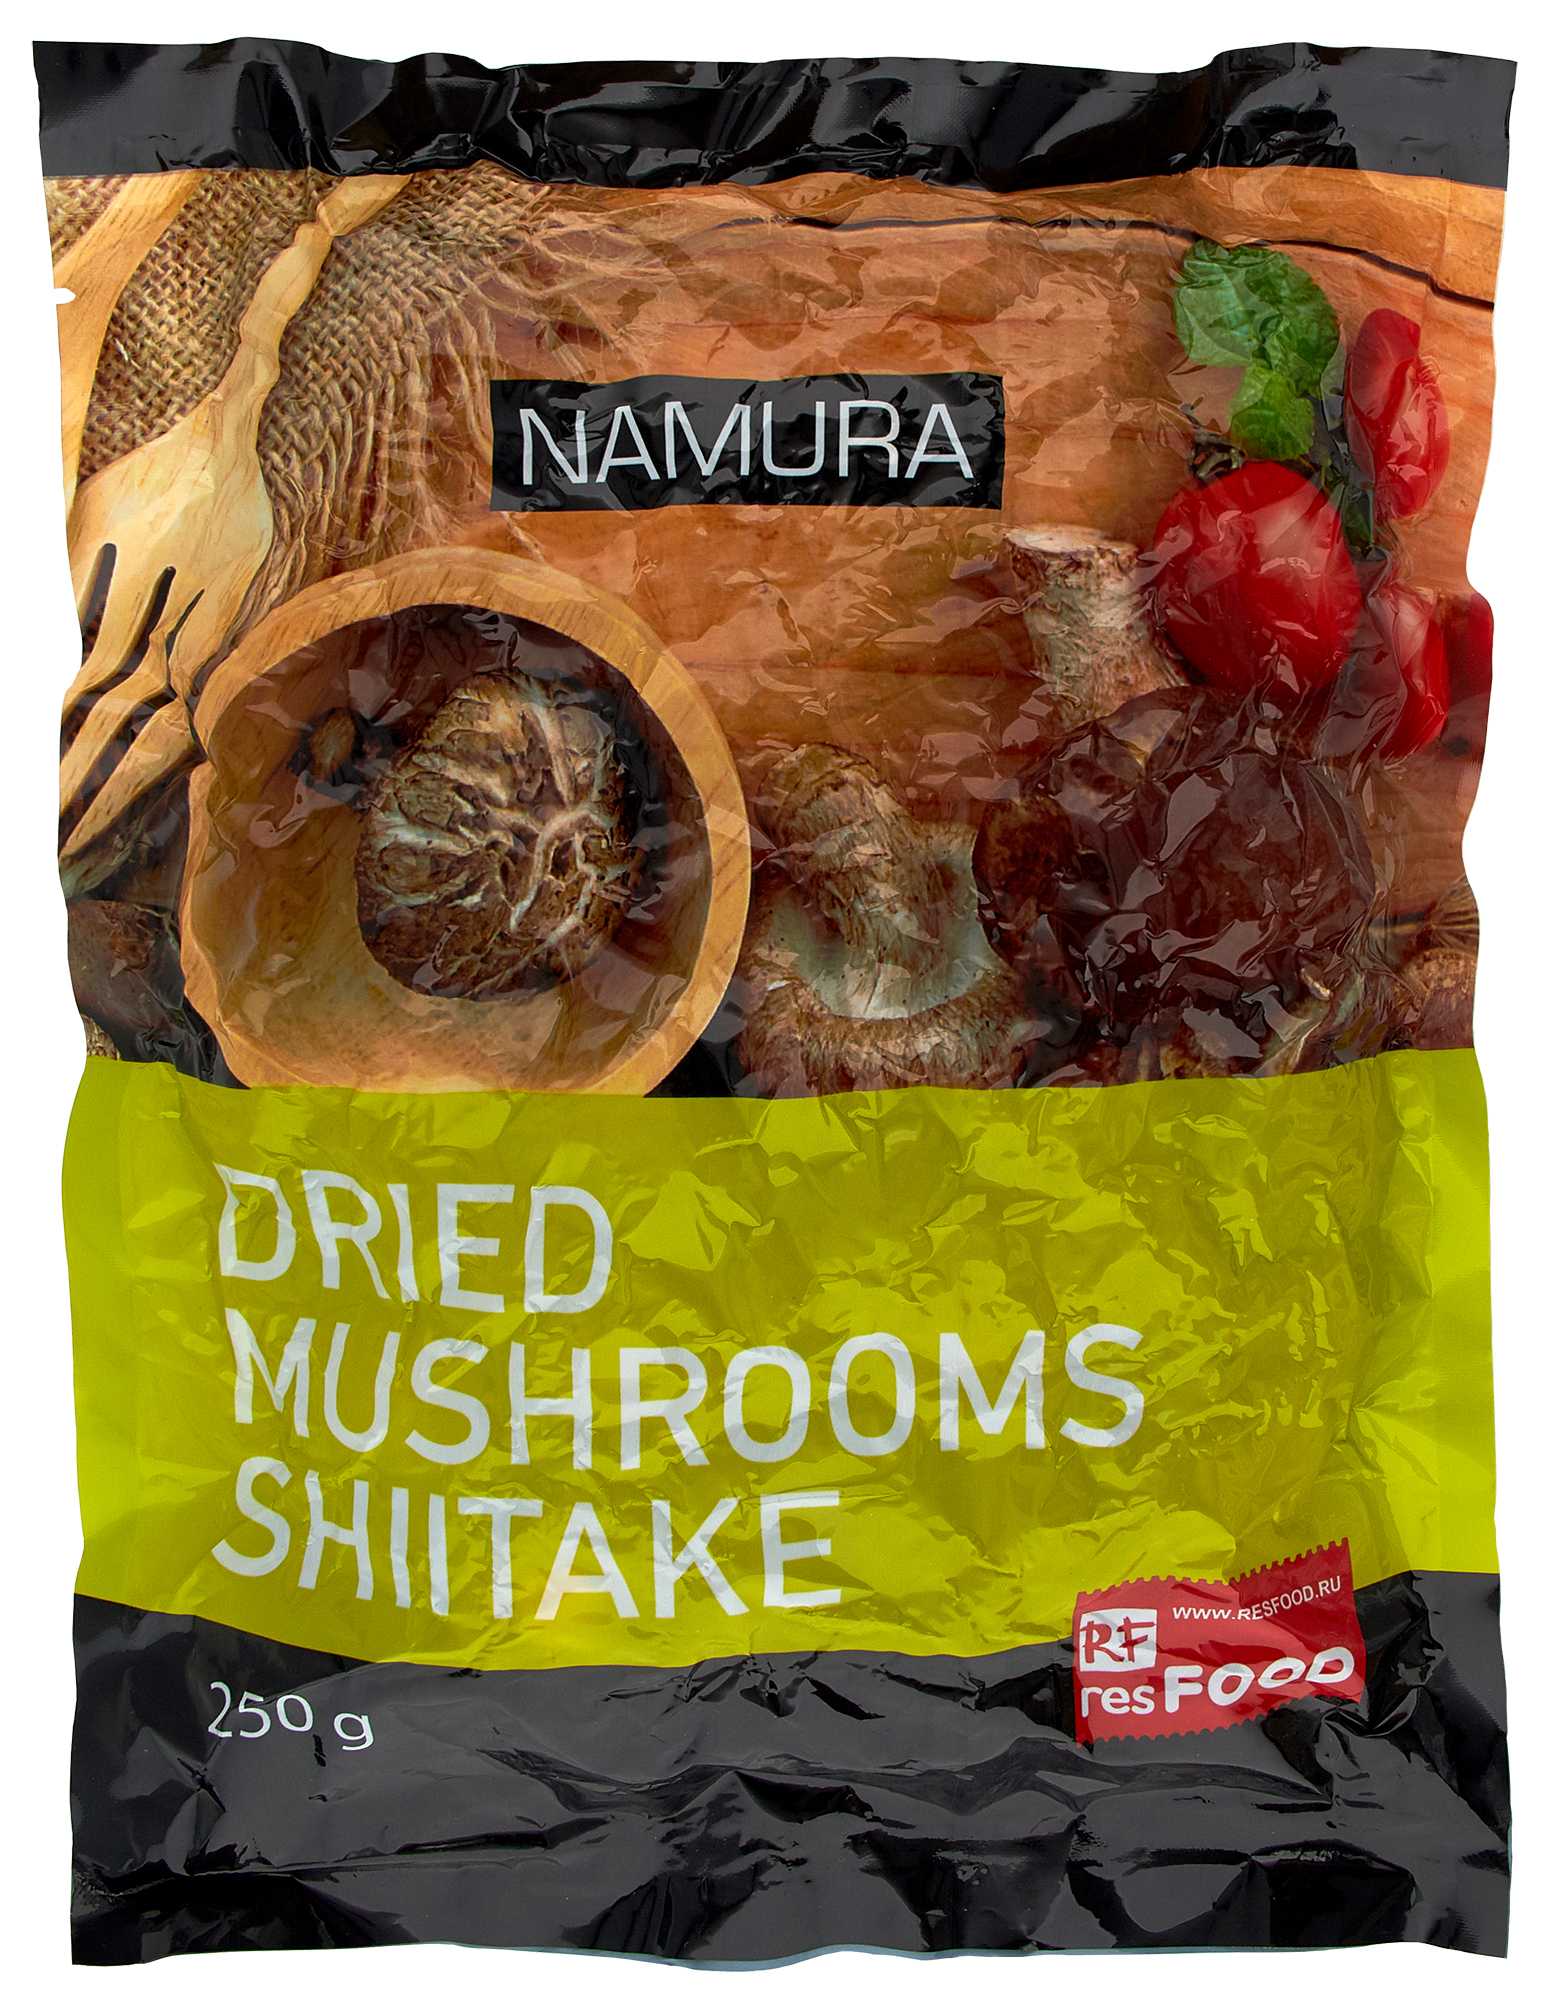 NAMURA
DRIED
MUSHROOMS
SHIITAKE
250 g
RF
WWW.RESFOOD.RU
resFOOD